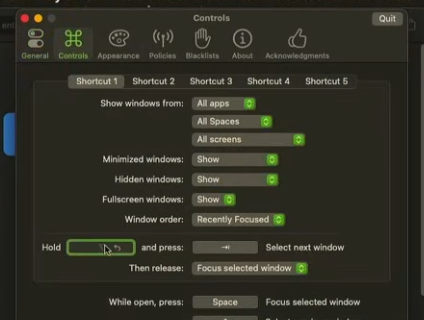 Controls
Quit
General Controls Appearance Policies Blacklists About Acknowledgments
Shortcut 1 Shortcut 2 Shortcut 3 Shortcut 4 Shortcut 5
Show windows from: All apps
All Spaces
All screens
Minimized windows: Show
Hidden windows: Show
Fullscreen windows: Show
Window order: Recently Focused
Hold and press: ⇥ Select next window
Then release: Focus selected window
While open, press: Space Focus selected window